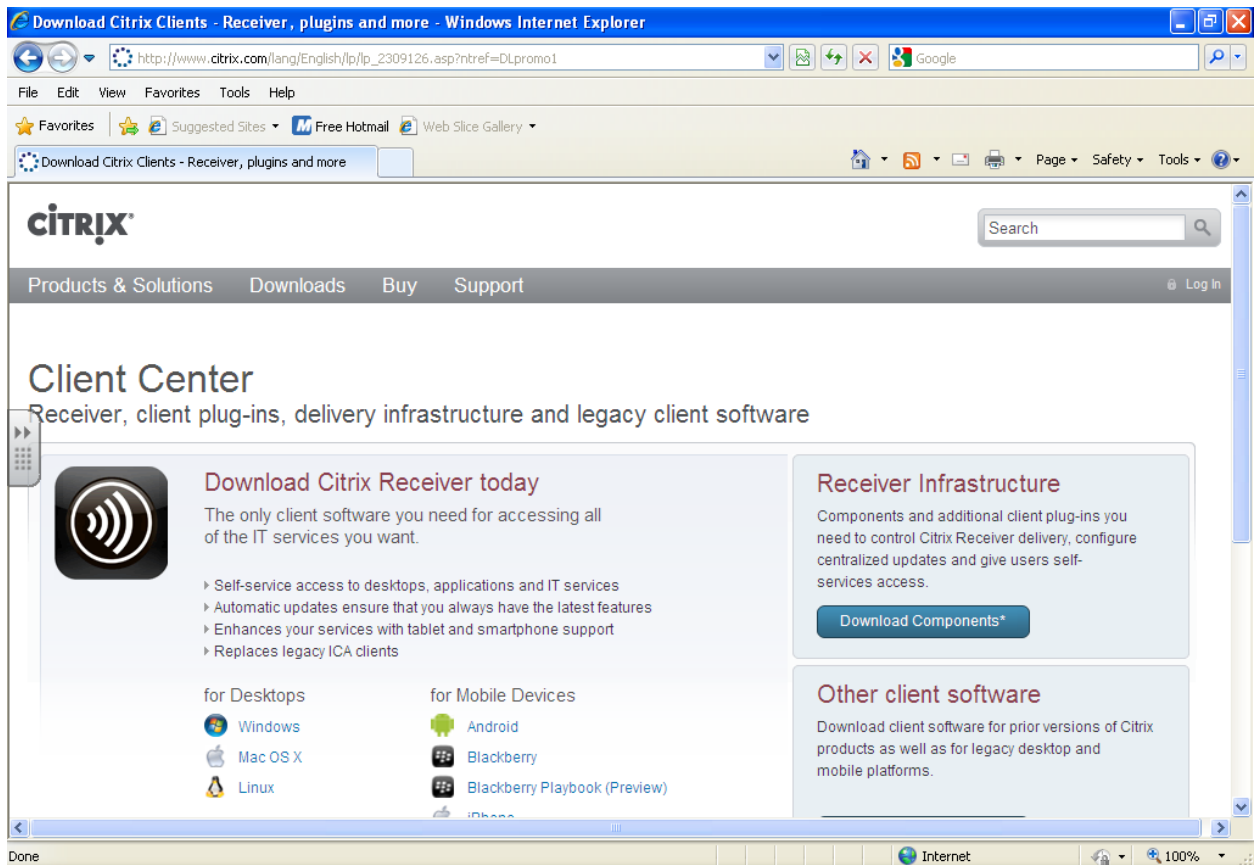 Download Citrix Clients - Receiver, plugins and more - Windows Internet Explorer
http://www.citrix.com/lang/English/lp/lp_2309126.asp?ntref=DLpromo1
Google
File Edit View Favorites Tools Help
Favorites Suggested Sites Free Hotmail Web Slice Gallery
Download Citrix Clients - Receiver, plugins and more
Page Safety Tools
CİTRIX®
Search
Products & Solutions Downloads Buy Support
Log In
Client Center
Receiver, client plug-ins, delivery infrastructure and legacy client software
Download Citrix Receiver today
The only client software you need for accessing all
of the IT services you want.
Self-service access to desktops, applications and IT services
Automatic updates ensure that you always have the latest features
Enhances your services with tablet and smartphone support
Replaces legacy ICA clients
for Desktops
Windows
Mac OS X
Linux
for Mobile Devices
Android
Blackberry
Blackberry Playbook (Preview)
iPhone
Receiver Infrastructure
Components and additional client plug-ins you
need to control Citrix Receiver delivery, configure
centralized updates and give users self-
services access.
Download Components*
Other client software
Download client software for prior versions of Citrix
products as well as for legacy desktop and
mobile platforms.
Done
Internet
100%